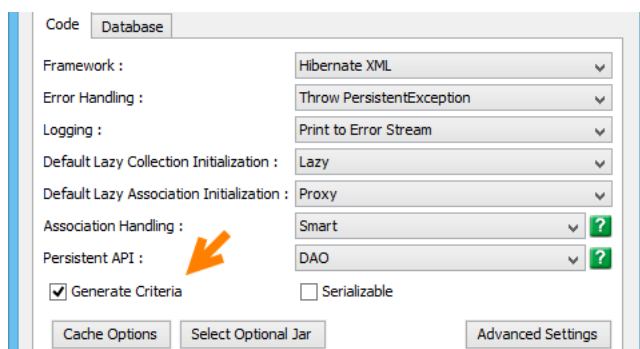 Code Database
Framework : Hibernate XML
Error Handling : Throw PersistentException
Logging : Print to Error Stream
Default Lazy Collection Initialization : Lazy
Default Lazy Association Initialization : Proxy
Association Handling : Smart ?
Persistent API : DAO ?
Generate Criteria Serializable
Cache Options Select Optional Jar Advanced Settings